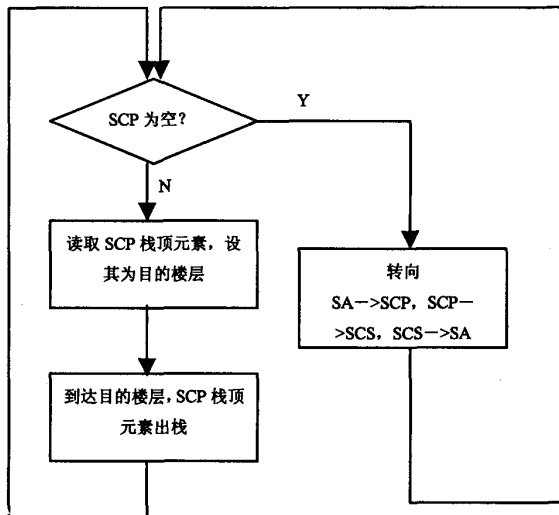 SCP 为空?
Y
N
读取 SCP 栈顶元素，设
其为目的楼层
转向
SA—>SCP，SCP—
>SCS，SCS—>SA
到达目的楼层，SCP 栈顶
元素出栈